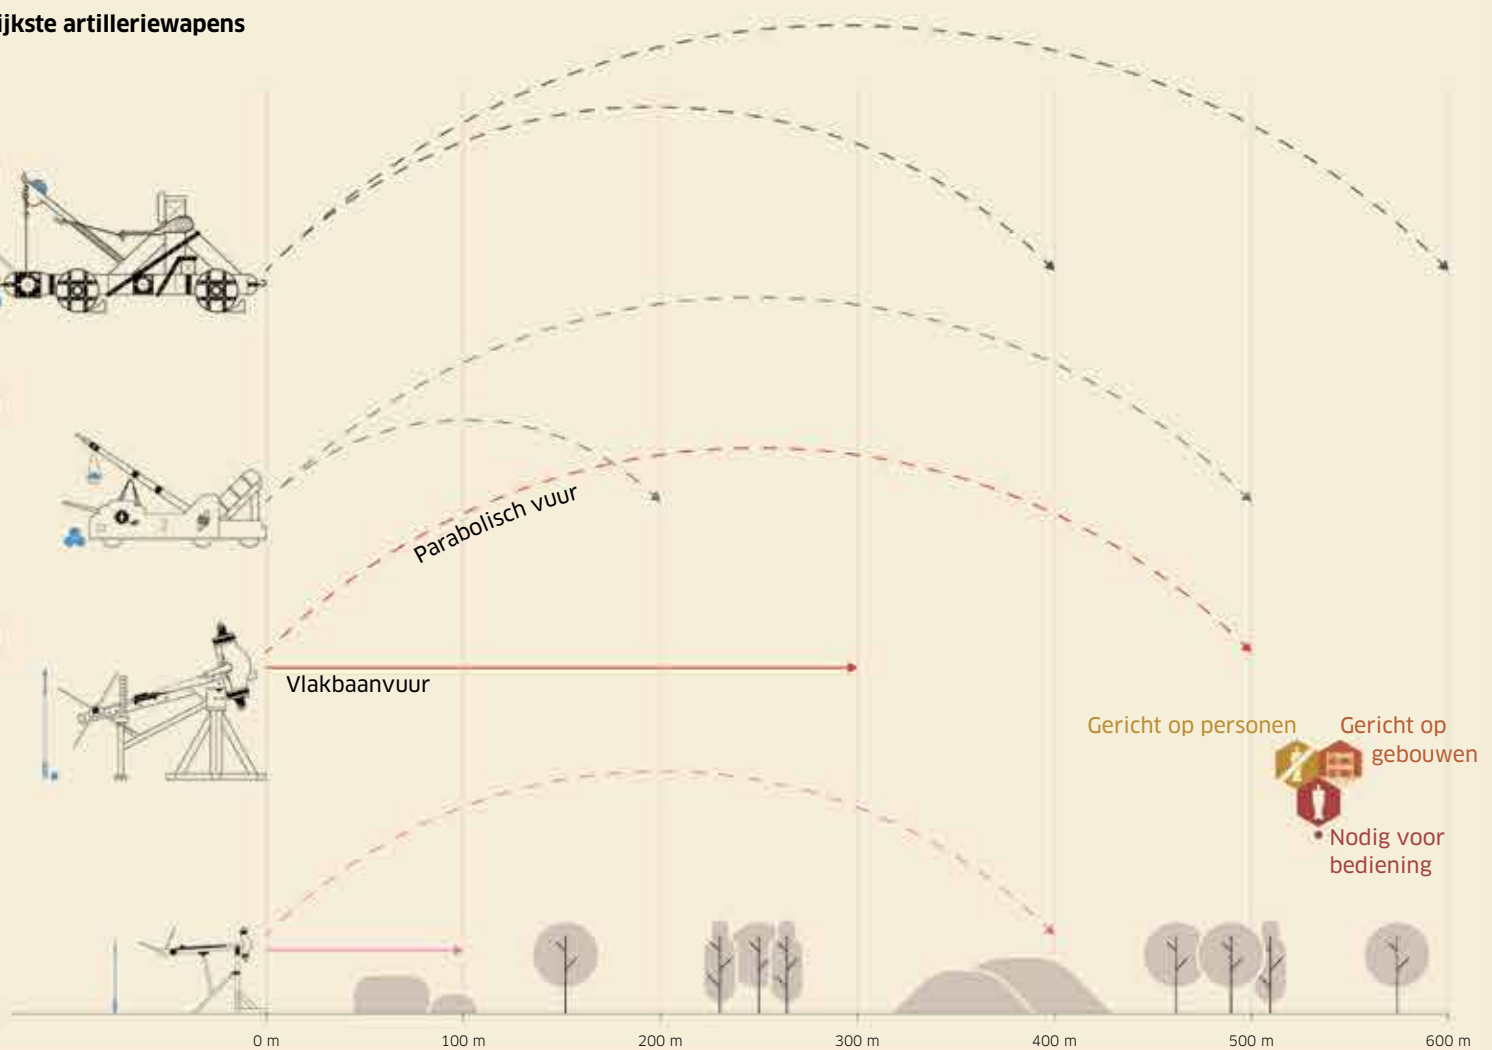 artilleriewapens
Parabolisch vuur
Vlakbaanvuur
Gericht op personen
Gericht op
gebouwen
Nodig voor
bediening
0 m
100 m
200 m
300 m
400 m
500 m
600 m